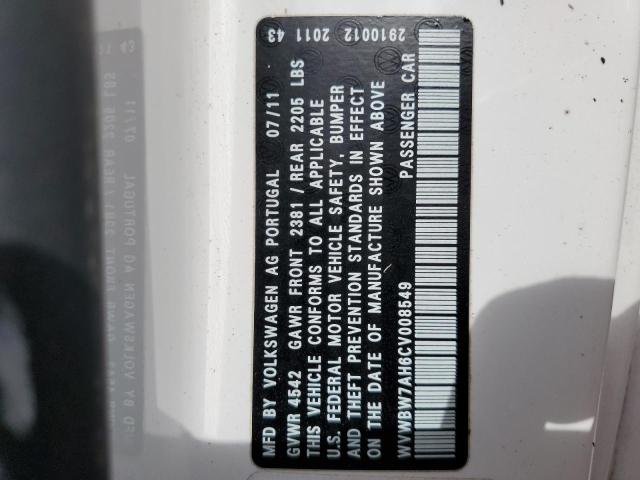 MFD BY VOLKSWAGEN AG PORTUGAL 07/11 2011 43 2910012
GVWR 4542 GAWR FRONT 2381 / REAR 2205 LBS
THIS VEHICLE CONFORMS TO ALL APPLICABLE
U.S. FEDERAL MOTOR VEHICLE SAFETY, BUMPER
AND THEFT PREVENTION STANDARDS IN EFFECT
ON THE DATE OF MANUFACTURE SHOWN ABOVE
WVWBW7AH6CV008549 PASSENGER CAR